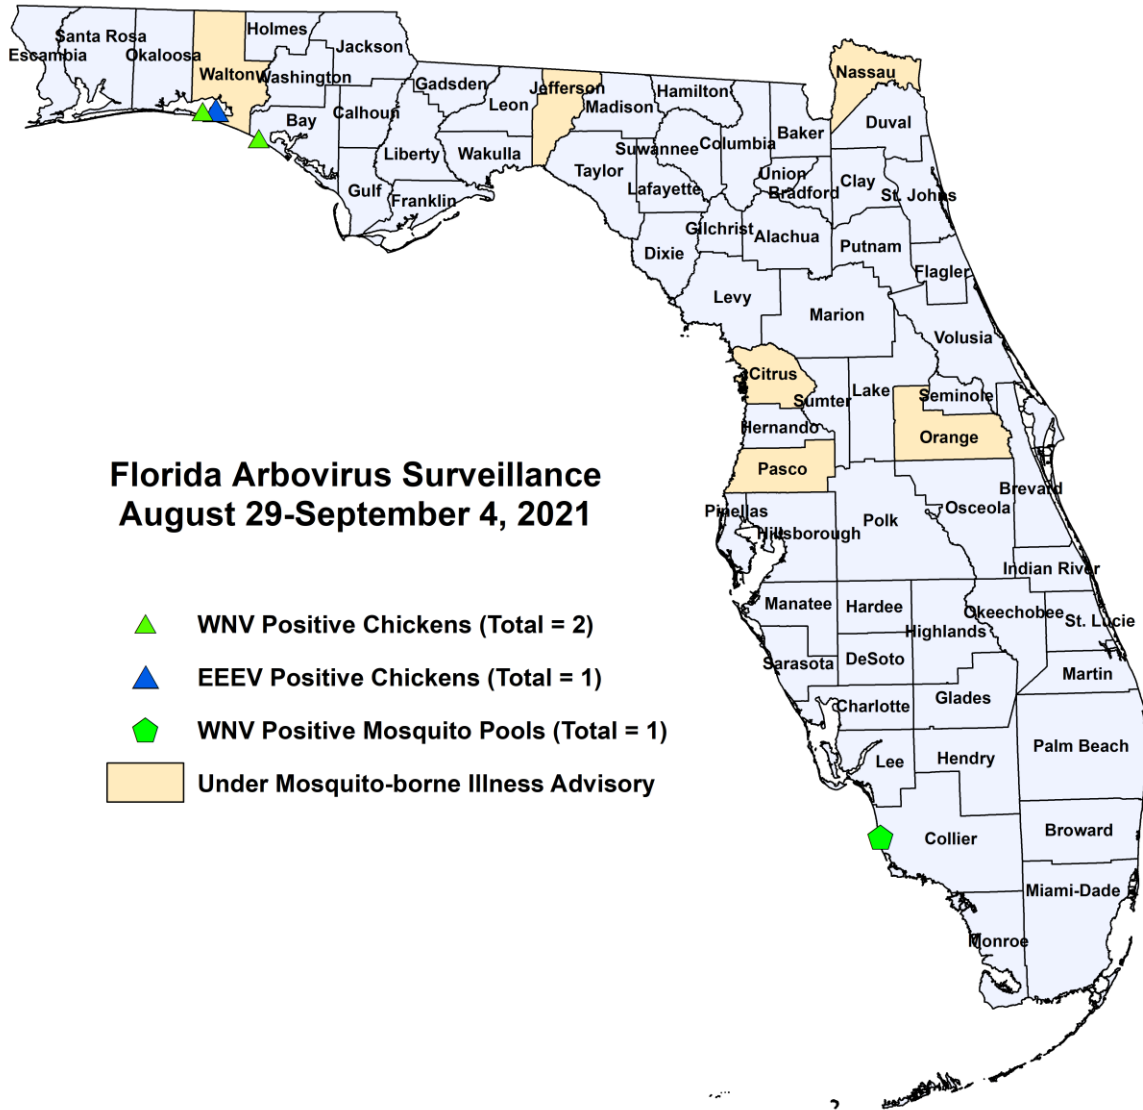 Escambia
Santa Rosa
Okaloosa
Walton
Holmes
Washington
Jackson
Bay
Calhoun
Gulf
Gadsden
Liberty
Franklin
Leon
Wakulla
Jefferson
Madison
Taylor
Hamilton
Suwannee
Lafayette
Dixie
Columbia
Gilchrist
Baker
Union
Bradford
Alachua
Levy
Nassau
Duval
Clay
St. Johns
Putnam
Flagler
Marion
Volusia
Citrus
Sumter
Lake
Seminole
Hernando
Orange
Pasco
Brevard
Osceola
Pinellas
Hillsborough
Polk
Indian River
Manatee
Hardee
Highlands
Okeechobee
St. Lucie
Sarasota
DeSoto
Martin
Charlotte
Glades
Lee
Hendry
Palm Beach
Collier
Broward
Miami-Dade
Monroe
Florida Arbovirus Surveillance
August 29-September 4, 2021
WNV Positive Chickens (Total = 2)
EEEV Positive Chickens (Total = 1)
WNV Positive Mosquito Pools (Total = 1)
Under Mosquito-borne Illness Advisory